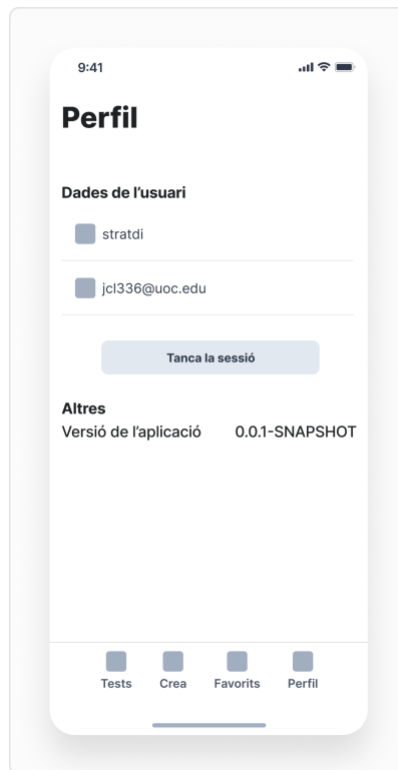 9:41
Perfil
Dades de l'usuari
stratdi
jcl336@uoc.edu
Tanca la sessió
Altres
Versió de l'aplicació 0.0.1-SNAPSHOT
Tests Crea Favorits Perfil